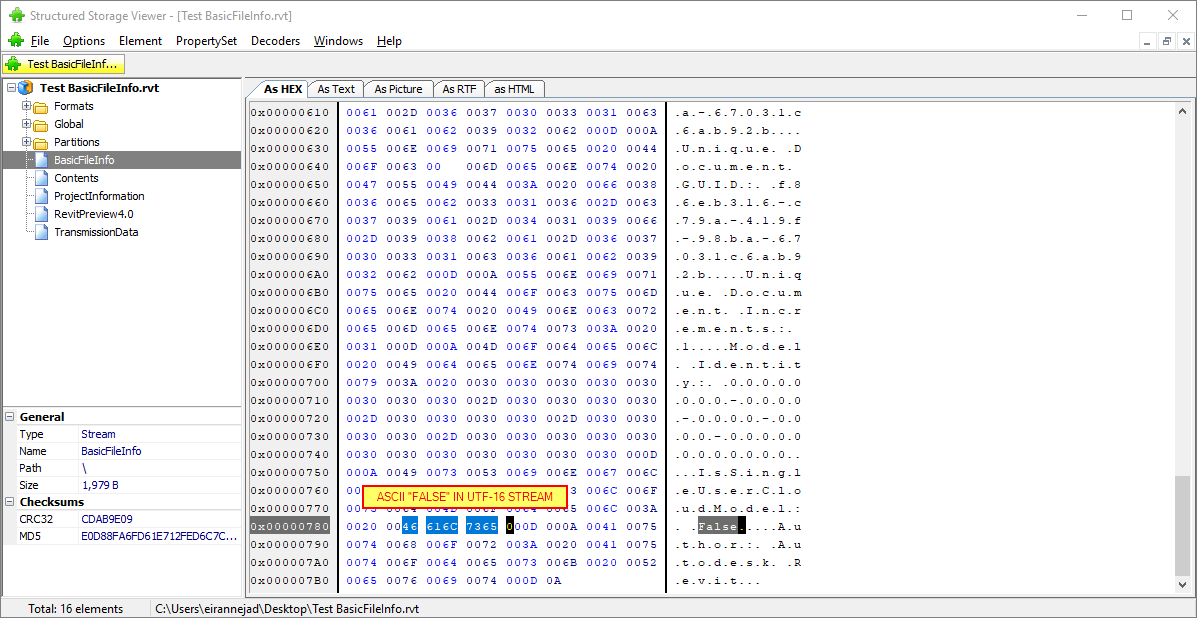 Structured Storage Viewer - [Test BasicFileInfo.rvt]
File Options Element PropertySet Decoders Windows Help
Test BasicFileInf...
Test BasicFileInfo.rvt
Formats
Global
Partitions
BasicFileInfo
Contents
ProjectInformation
RevitPreview4.0
TransmissionData
General
Type Stream
Name BasicFileInfo
Path \
Size 1,979 B
Checksums
CRC32 CDAB9E09
MD5 E0D88FA6FD61E712FED6C7C...
As HEX As Text As Picture As RTF as HTML
0x00000610 0061 002D 0036 0037 0030 0033 0031 0063 .a.-.6.7.0.3.1.c
0x00000620 0036 0061 0062 0039 0032 0062 000D 000A .6.a.b.9.2.b....
0x00000630 0055 006E 0069 0071 0075 0065 0020 0044 .U.n.i.q.u.e. .D
0x00000640 006F 0063 00 006D 0065 006E 0074 0020 .o.c.u.m.e.n.t.
0x00000650 0047 0055 0049 0044 003A 0020 0066 0038 .G.U.I.D.:. .f.8
0x00000660 0036 0065 0062 0033 0031 0036 002D 0063 .6.e.b.3.1.6.-.c
0x00000670 0037 0039 0061 002D 0034 0031 0039 0066 .7.9.a.-.4.1.9.f
0x00000680 002D 0039 0038 0062 0061 002D 0036 0037 .-.9.8.b.a.-.6.7
0x00000690 0030 0033 0031 0063 0036 0061 0062 0039 .0.3.1.c.6.a.b.9
0x000006A0 0032 0062 000D 000A 0055 006E 0069 0071 .2.b.....U.n.i.q
0x000006B0 0075 0065 0020 0044 006F 0063 0075 006D .u.e. .D.o.c.u.m
0x000006C0 0065 006E 0074 0020 0049 006E 0063 0072 .e.n.t. .I.n.c.r
0x000006D0 0065 006D 0065 006E 0074 0073 003A 0020 .e.m.e.n.t.s.:.
0x000006E0 0031 000D 000A 004D 006F 0064 0065 006C .1.....M.o.d.e.l
0x000006F0 0020 0049 0064 0065 006E 0074 0069 0074 . .I.d.e.n.t.i.t
0x00000700 0079 003A 0020 0030 0030 0030 0030 0030 .y.:. .0.0.0.0.0
0x00000710 0030 0030 0030 002D 0030 0030 0030 0030 .0.0.0.-.0.0.0.0
0x00000720 002D 0030 0030 0030 0030 002D 0030 0030 .-.0.0.0.0.-.0.0
0x00000730 0030 0030 002D 0030 0030 0030 0030 0030 .0.0.-.0.0.0.0.0
0x00000740 0030 0030 0030 0030 0030 0030 0030 000D .0.0.0.0.0.0.0..
0x00000750 000A 0049 0073 0053 0069 006E 0067 006C ...I.s.S.i.n.g.l
0x00000760 006C 006F .e.U.s.e.r.C.l.o
ASCII "FALSE" IN UTF-16 STREAM
0x00000770 006C 003A .u.d.M.o.d.e.l.:
0x00000780 0020 0046 616C 7365 000D 000A 0041 0075 . .False.....A.u
0x00000790 0074 0068 006F 0072 003A 0020 0041 0075 .t.h.o.r.:. .A.u
0x000007A0 0074 006F 0064 0065 0073 006B 0020 0052 .t.o.d.e.s.k. .R
0x000007B0 0065 0076 0069 0074 000D 0A .e.v.i.t...
Total: 16 elements C:\Users\eirannejad\Desktop\Test BasicFileInfo.rvt